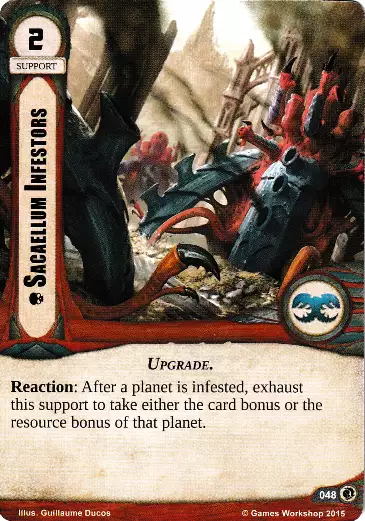 2
SUPPORT
SACAELLUM INFESTORS
UPGRADE.
Reaction: After a planet is infested, exhaust
this support to take either the card bonus or the
resource bonus of that planet.
048
Illus. Guillaume Ducos
© Games Workshop 2015